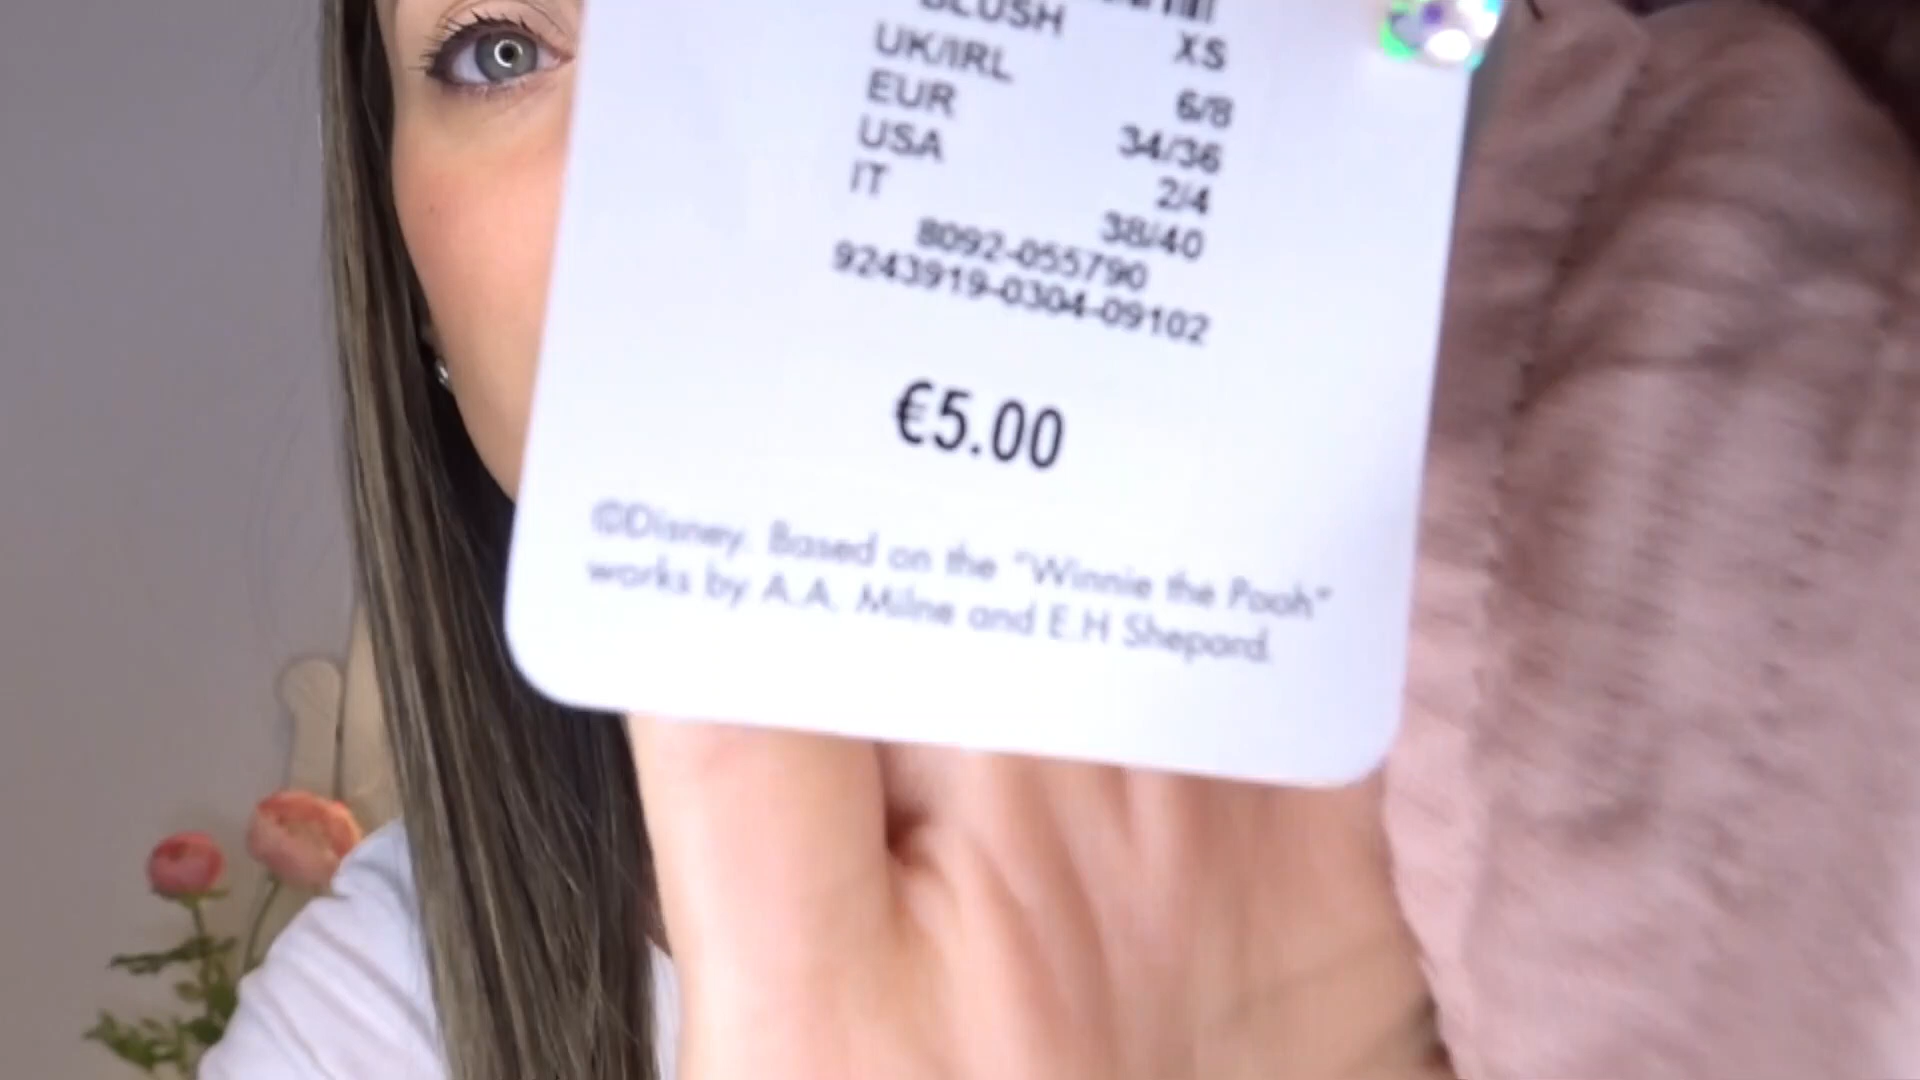 BLUSH XS
UK/IRL 6/8
EUR 34/36
USA 2/4
IT 38/40
8092-055790
9243919-0304-09102
€5.00
©Disney. Based on the "Winnie the Pooh"
works by A.A. Milne and E.H Shepard.